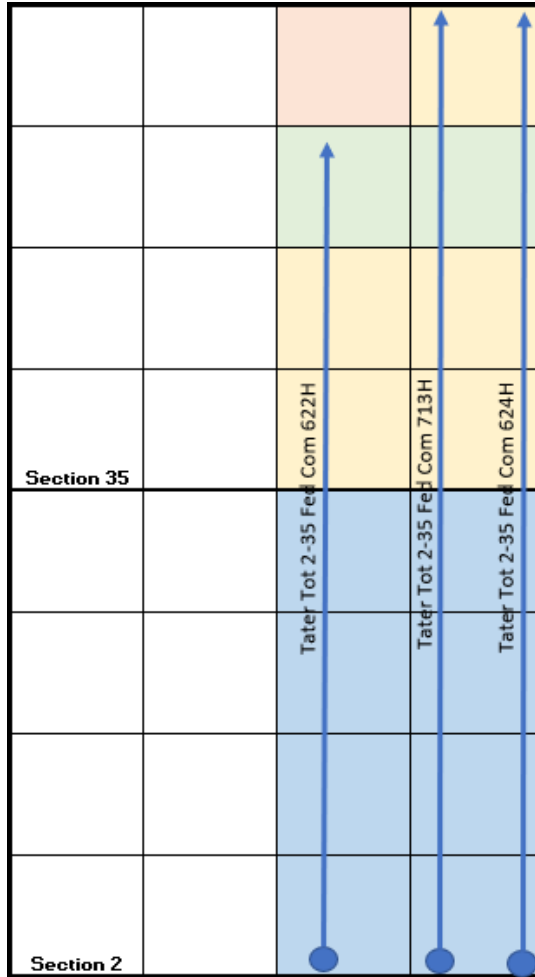 Section 35
Tater Tot 2-35 Fed Com 622H
Tater Tot 2-35 Fed Com 713H
Tater Tot 2-35 Fed Com 624H
Section 2